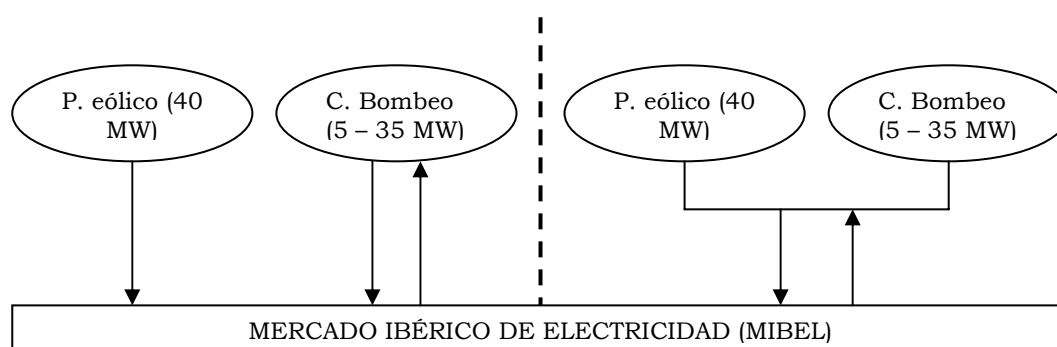 P. eólico (40
MW)
C. Bombeo
(5 – 35 MW)
P. eólico (40
MW)
C. Bombeo
(5 – 35 MW)
MERCADO IBÉRICO DE ELECTRICIDAD (MIBEL)